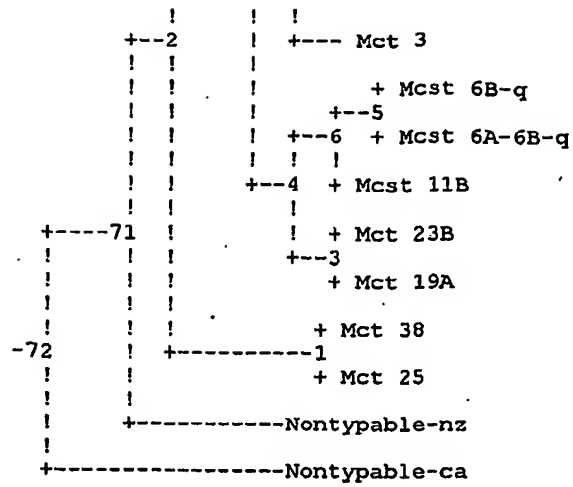 ! ! ! !
+--2 ! +--- Mct 3
! ! !
! ! ! + Mcst 6B-q
! ! ! +--5
! ! ! +--6 + Mcst 6A-6B-q
! ! ! ! !
! ! +--4 + Mcst 11B
! ! !
+----71 ! ! + Mct 23B
! ! ! +--3
! ! ! + Mct 19A
! ! !
! ! ! + Mct 38
-72 ! +----------1
! ! + Mct 25
! !
! +-----------Nontypable-nz
!
+-----------------Nontypable-ca